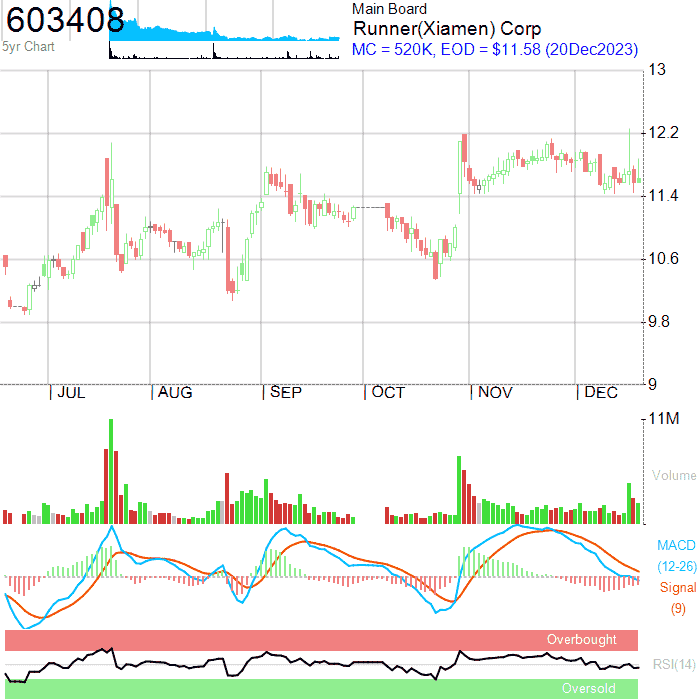 603408
5yr Chart
Main Board
Runner(Xiamen) Corp
MC = 520K, EOD = $11.58 (20Dec2023)
13
12.2
11.4
10.6
9.8
9
JUL AUG SEP OCT NOV DEC
11M
Volume
MACD
(12-26)
Signal
(9)
Overbought
RSI(14)
Oversold